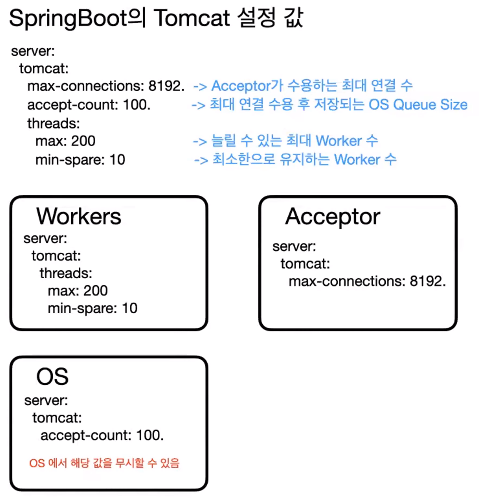 SpringBoot의 Tomcat 설정 값
server:
tomcat:
max-connections: 8192. -> Acceptor가 수용하는 최대 연결 수
accept-count: 100. -> 최대 연결 수용 후 저장되는 OS Queue Size
threads:
max: 200 -> 늘릴 수 있는 최대 Worker 수
min-spare: 10 -> 최소한으로 유지하는 Worker 수
Workers
server:
tomcat:
threads:
max: 200
min-spare: 10
Acceptor
server:
tomcat:
max-connections: 8192.
OS
server:
tomcat:
accept-count: 100.
OS 에서 해당 값을 무시할 수 있음